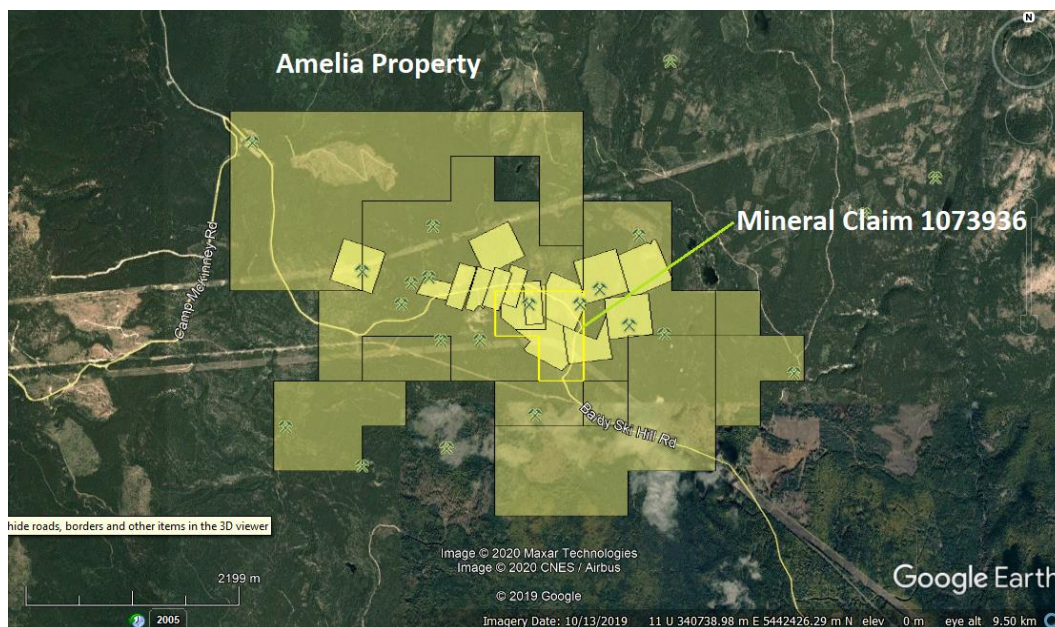 N
Amelia Property
Mineral Claim 1073936
Camp McKinney Rd
Baldy Ski Hill Rd
hide roads, borders and other items in the 3D viewer
Image © 2020 Maxar Technologies
Image © 2020 CNES / Airbus
2199 m
Google Earth
© 2019 Google
2005
Imagery Date: 10/13/2019 11 U 340738.98 m E 5442426.29 m N elev 0 m eye alt 9.50 km